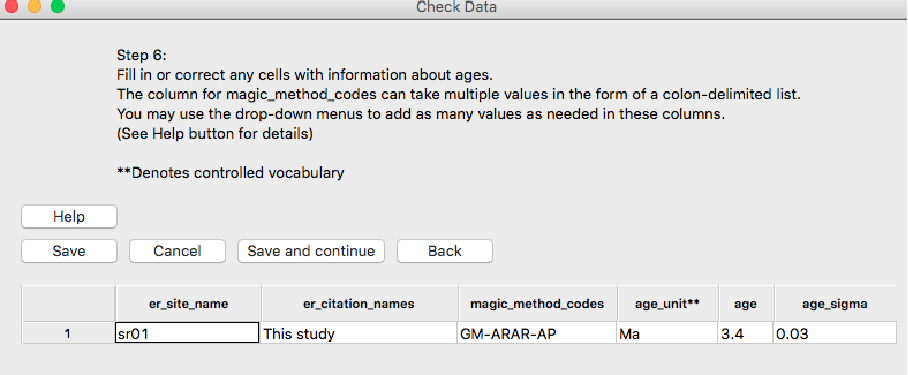 Check Data
Step 6:
Fill in or correct any cells with information about ages.
The column for magic_method_codes can take multiple values in the form of a colon-delimited list.
You may use the drop-down menus to add as many values as needed in these columns.
(See Help button for details)
**Denotes controlled vocabulary
Help
Save Cancel Save and continue Back
er_site_name er_citation_names magic_method_codes age_unit** age age_sigma
1 sr01 This study GM-ARAR-AP Ma 3.4 0.03